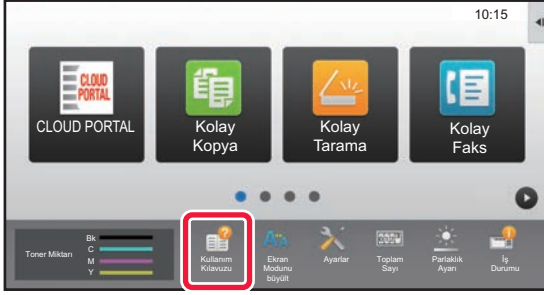 10:15
CLOUD
PORTAL
CLOUD PORTAL
Kolay
Kopya
Kolay
Tarama
Kolay
Faks
Toner Miktarı
Bk
C
M
Y
Kullanım
Kılavuzu
Ekran
Modunu
büyült
Ayarlar
Toplam
Sayı
Parlaklık
Ayarı
İş
Durumu